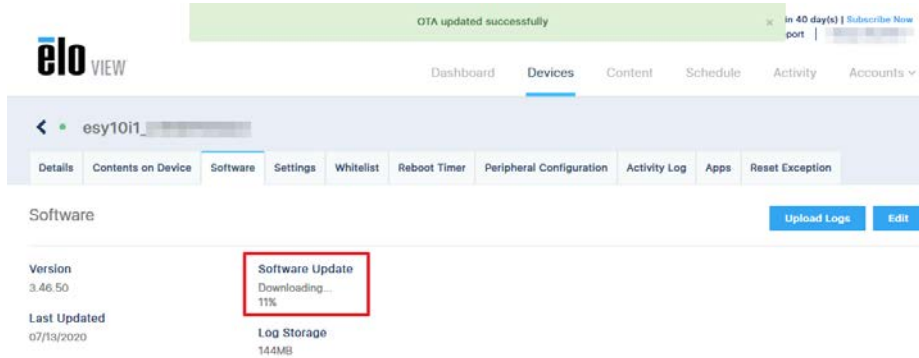 OTA updated successfully ×
in 40 day(s) | Subscribe Now
port |
ēlo VIEW
Dashboard Devices Content Schedule Activity Accounts
esy10i1_
Details Contents on Device Software Settings Whitelist Reboot Timer Peripheral Configuration Activity Log Apps Reset Exception
Software
Upload Logs Edit
Version
3.46.50
Software Update
Downloading...
11%
Last Updated
07/13/2020
Log Storage
144MB